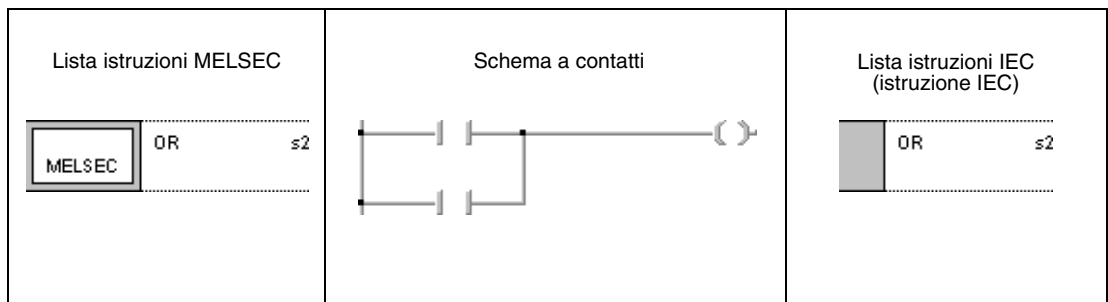 Lista istruzioni MELSEC
MELSEC
OR s2
Schema a contatti
Lista istruzioni IEC
(istruzione IEC)
OR s2